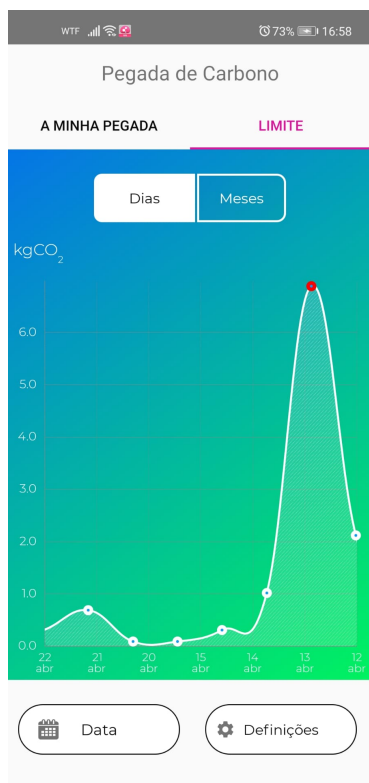 WTF 73% 16:58
Pegada de Carbono
A MINHA PEGADA LIMITE
Dias Meses
kgCO2
6.0
5.0
4.0
3.0
2.0
1.0
0.0
22 21 20 15 14 13 12
abr abr abr abr abr abr abr
Data Definições